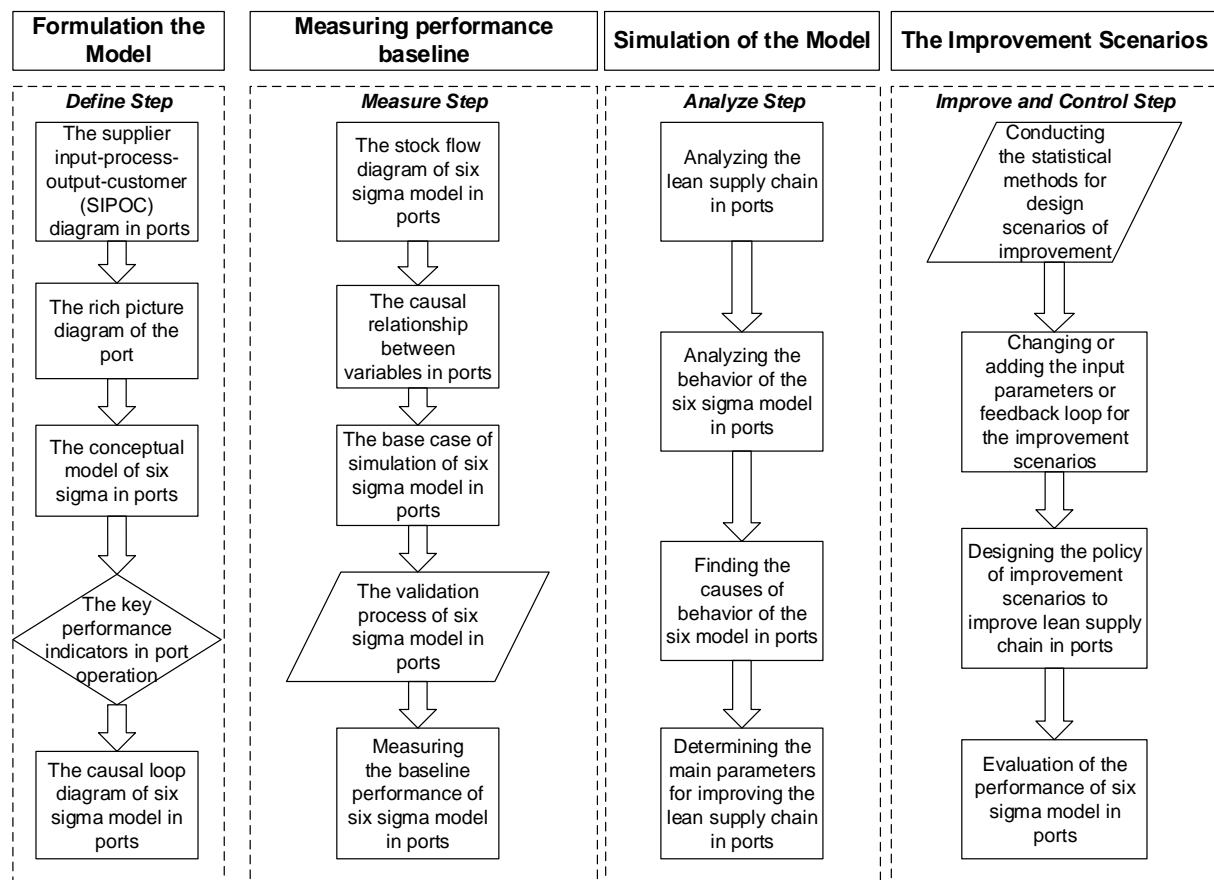 Formulation the
Model
Define Step
The supplier
input-process-
output-customer
(SIPOC)
diagram in ports
The rich picture
diagram of the
port
The conceptual
model of six
sigma in ports
The key
performance
indicators in port
operation
The causal loop
diagram of six
sigma model in
ports
Measuring performance
baseline
Measure Step
The stock flow
diagram of six
sigma model in
ports
The causal
relationship
between
variables in ports
The base case of
simulation of six
sigma model in
ports
The validation
process of six
sigma model in
ports
Measuring
the baseline
performance of
six sigma model
in ports
Simulation of the Model
Analyze Step
Analyzing the
lean supply chain
in ports
Analyzing the
behavior of the
six sigma model
in ports
Finding the
causes of
behavior of the
six model in ports
Determining the
main parameters
for improving the
lean supply chain
in ports
The Improvement Scenarios
Improve and Control Step
Conducting
the statistical
methods for
design
scenarios of
improvement
Changing or
adding the input
parameters or
feedback loop for
the improvement
scenarios
Designing the policy
of improvement
scenarios to
improve lean supply
chain in ports
Evaluation of the
performance of six
sigma model in
ports